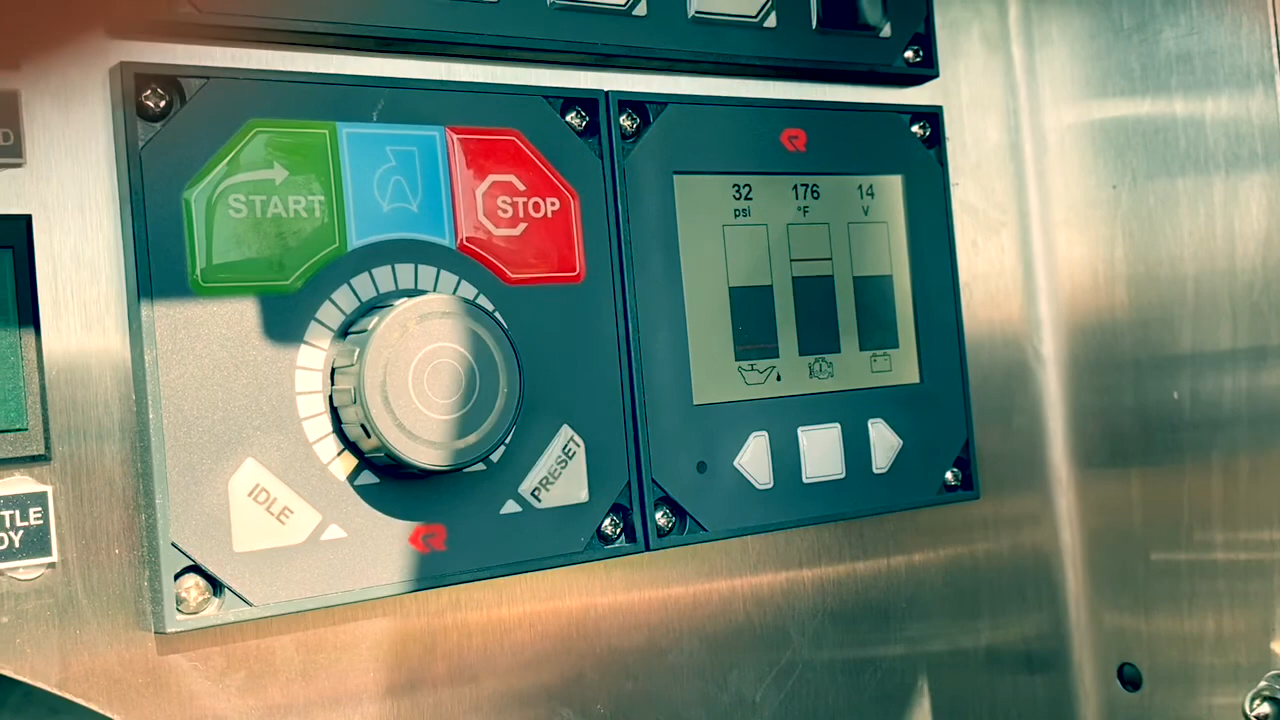 D
START
STOP
32 176 14
psi °F V
IDLE
PRESET
TLE
DY